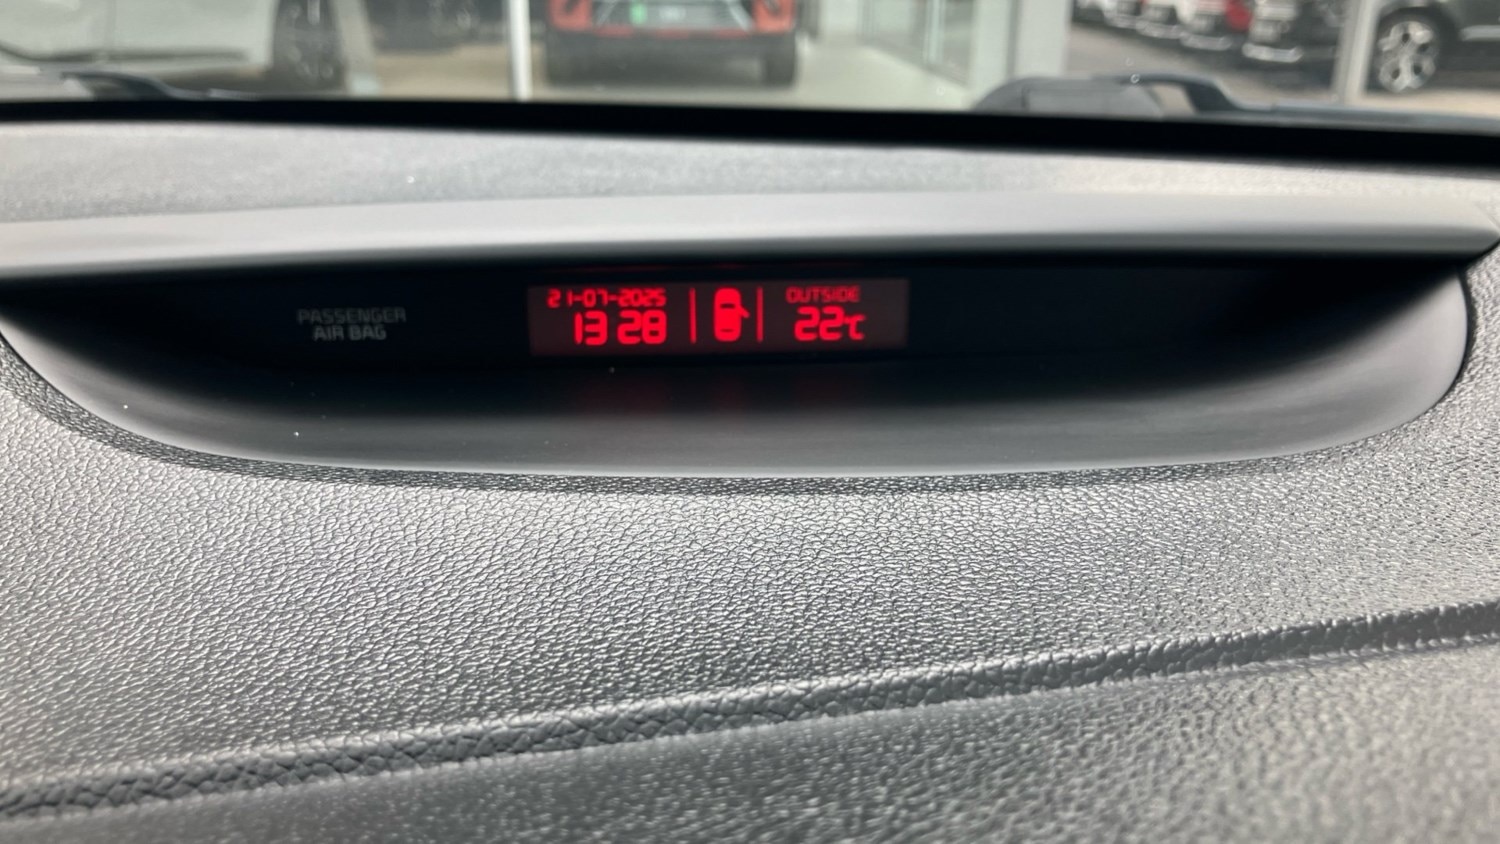 PASSENGER
AIR BAG
21-07-2025
13 28
OUTSIDE
22℃